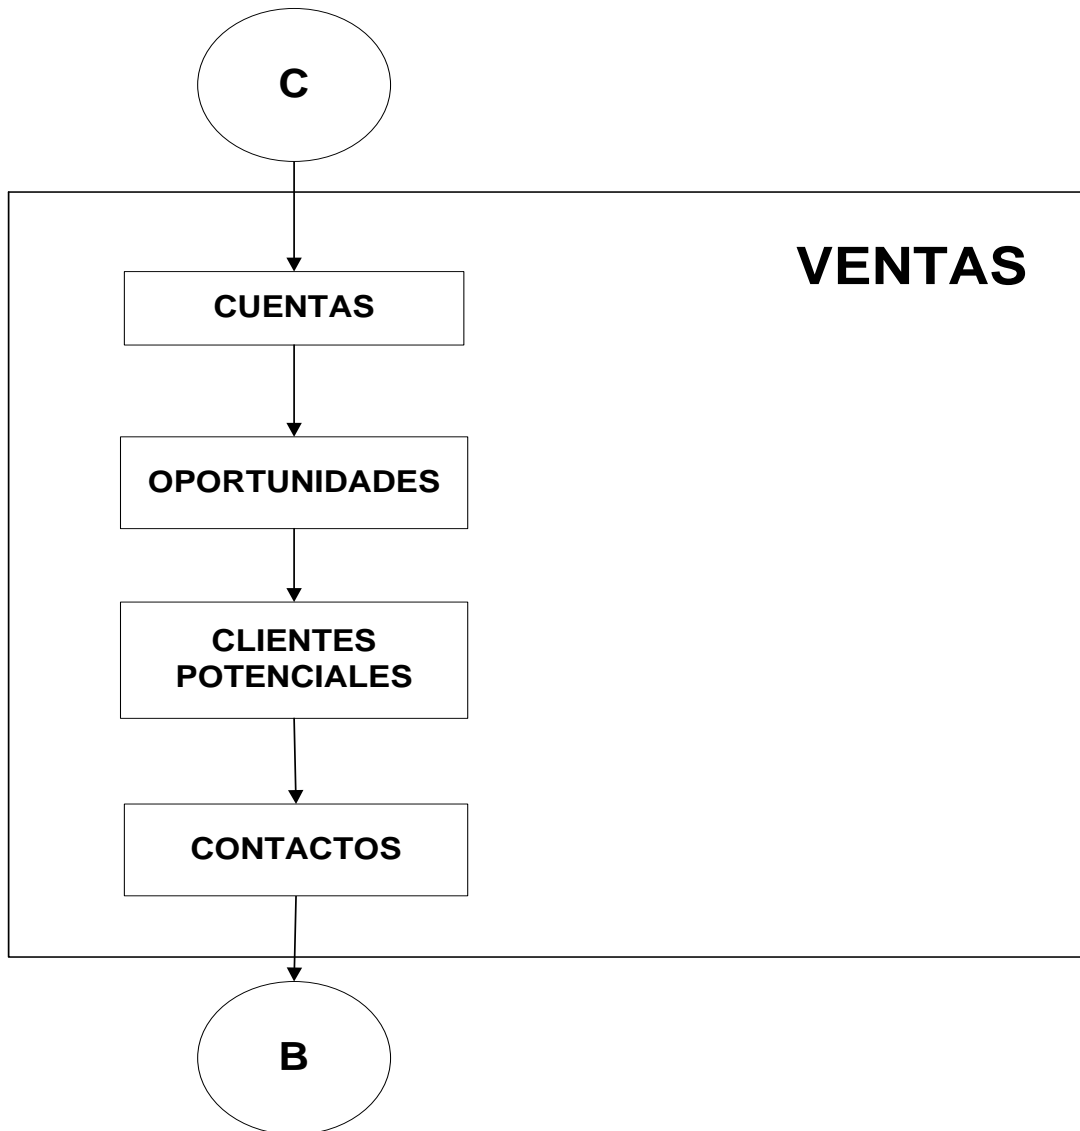 C
VENTAS
CUENTAS
OPORTUNIDADES
CLIENTES
POTENCIALES
CONTACTOS
B